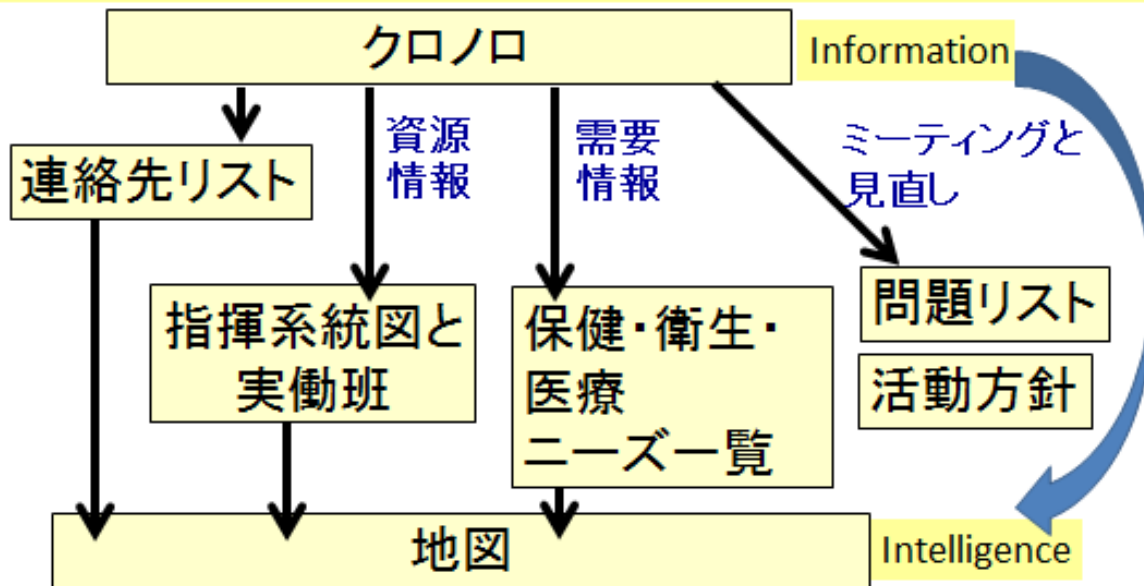 クロノロ
Information
連絡先リスト
資源
情報
需要
情報
ミーティングと
見直し
指揮系統図と
実働班
保健・衛生・
医療
ニーズ一覧
問題リスト
活動方針
地図
Intelligence